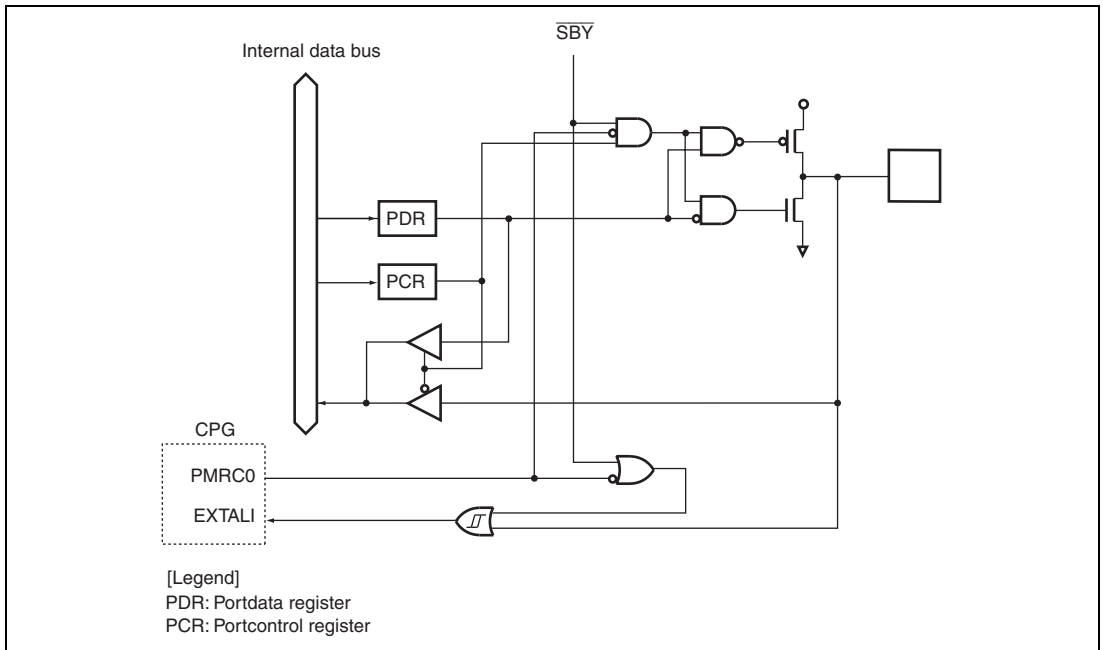 SBY
Internal data bus
PDR
PCR
CPG
PMRC0
EXTALI
[Legend]
PDR: Portdata register
PCR: Portcontrol register